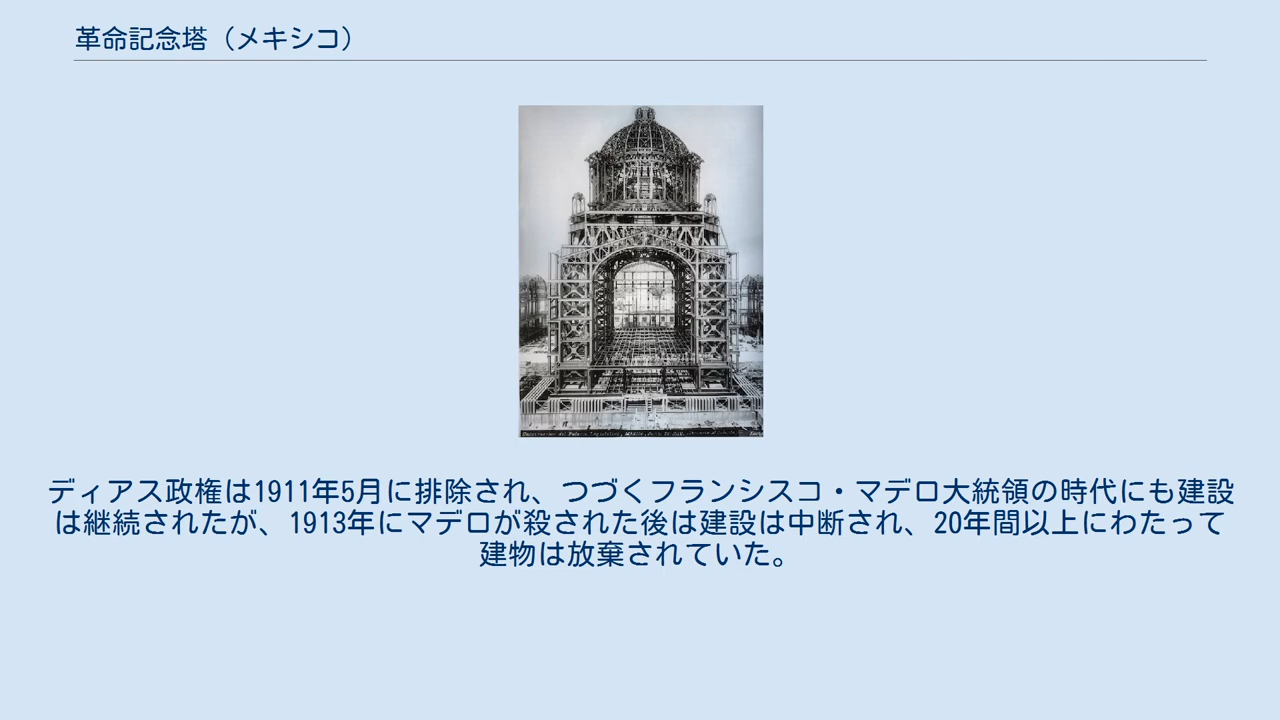 革命記念塔（メキシコ）
ディアス政権は1911年5月に排除され、つづくフランシスコ・マデロ大統領の時代にも建設
は継続されたが、1913年にマデロが殺された後は建設は中断され、20年間以上にわたって
建物は放棄されていた。